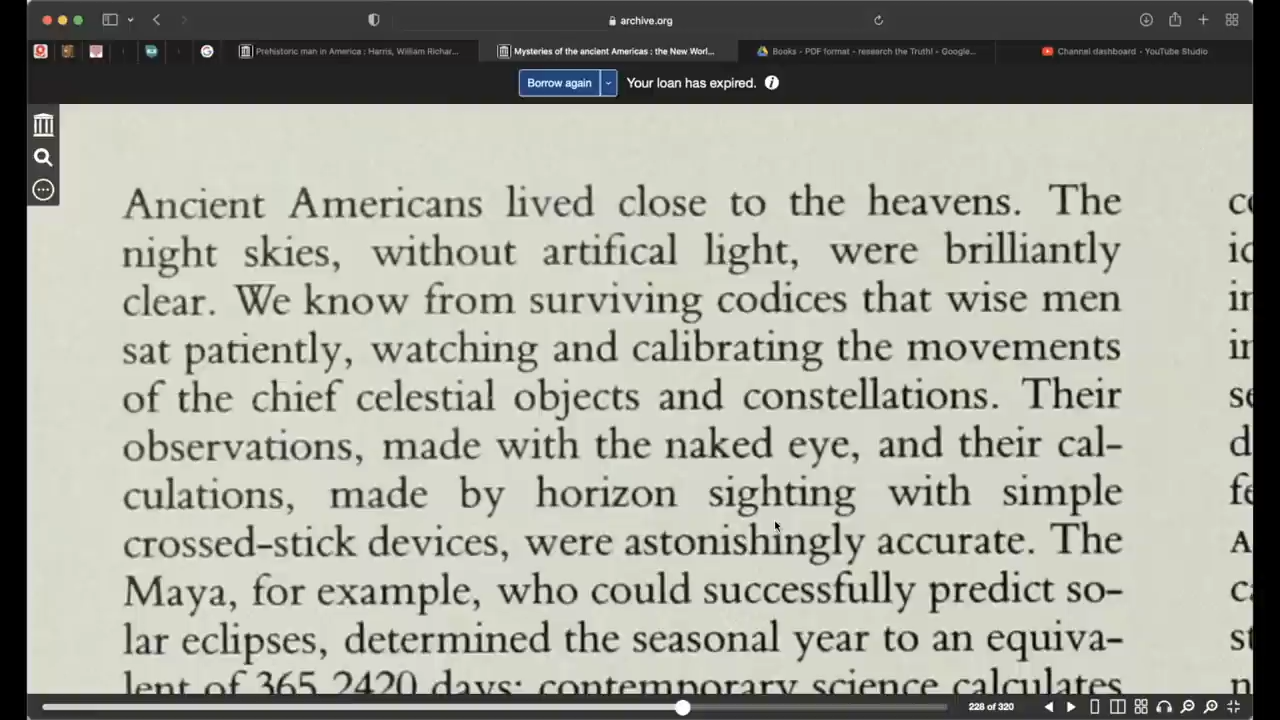 archive.org
Prehistoric man in America : Harris, William Richar...
Mysteries of the ancient Americas : the New Worl...
Books - PDF format - research the Truth! - Google...
Channel dashboard - YouTube Studio
Borrow again
Your loan has expired.
Ancient Americans lived close to the heavens. The
night skies, without artifical light, were brilliantly
clear. We know from surviving codices that wise men
sat patiently, watching and calibrating the movements
of the chief celestial objects and constellations. Their
observations, made with the naked eye, and their cal-
culations, made by horizon sighting with simple
crossed-stick devices, were astonishingly accurate. The
Maya, for example, who could successfully predict so-
lar eclipses, determined the seasonal year to an equiva-
lent of 365.2420 days; contemporary science calculates
228 of 320